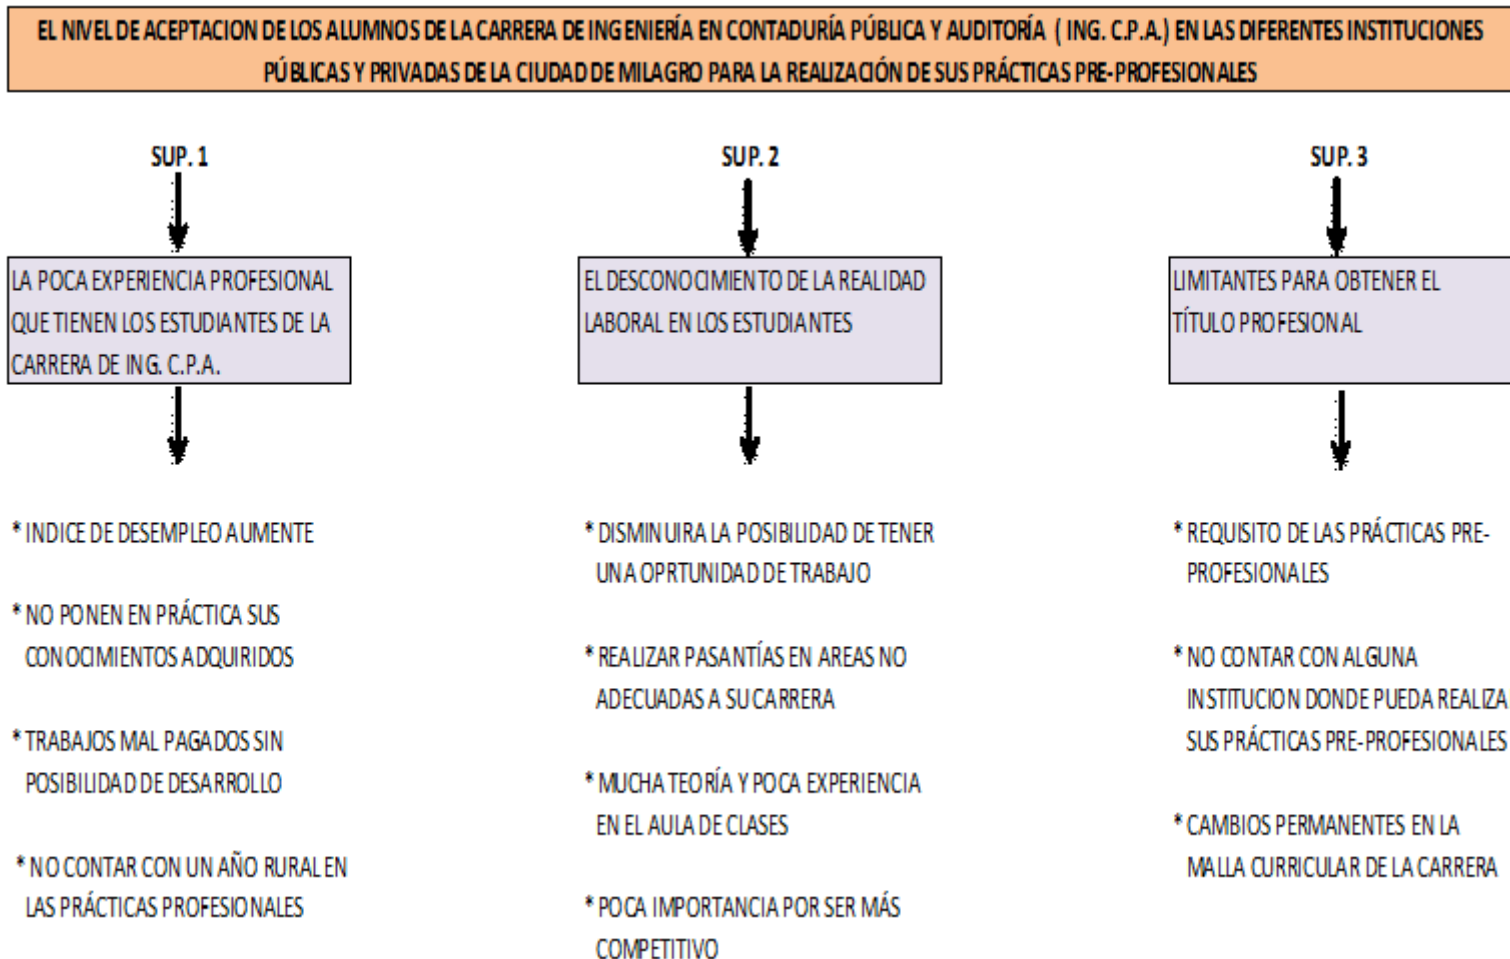 EL NIVEL DE ACEPTACION DE LOS ALUMNOS DE LA CARRERA DE INGENIERÍA EN CONTADURÍA PÚBLICA Y AUDITORÍA ( ING. C.P.A.) EN LAS DIFERENTES INSTITUCIONES
PÚBLICAS Y PRIVADAS DE LA CIUDAD DE MILAGRO PARA LA REALIZACIÓN DE SUS PRÁCTICAS PRE-PROFESIONALES
SUP. 1
LA POCA EXPERIENCIA PROFESIONAL
QUE TIENEN LOS ESTUDIANTES DE LA
CARRERA DE ING. C.P.A.
* INDICE DE DESEMPLEO AUMENTE
* NO PONEN EN PRÁCTICA SUS
CONOCIMIENTOS ADQUIRIDOS
* TRABAJOS MAL PAGADOS SIN
POSIBILIDAD DE DESARROLLO
* NO CONTAR CON UN AÑO RURAL EN
LAS PRÁCTICAS PROFESIONALES
SUP. 2
EL DESCONOCIMIENTO DE LA REALIDAD
LABORAL EN LOS ESTUDIANTES
* DISMINUIRA LA POSIBILIDAD DE TENER
UNA OPRTUNIDAD DE TRABAJO
* REALIZAR PASANTÍAS EN AREAS NO
ADECUADAS A SU CARRERA
* MUCHA TEORÍA Y POCA EXPERIENCIA
EN EL AULA DE CLASES
* POCA IMPORTANCIA POR SER MÁS
COMPETITIVO
SUP. 3
LIMITANTES PARA OBTENER EL
TÍTULO PROFESIONAL
* REQUISITO DE LAS PRÁCTICAS PRE-
PROFESIONALES
* NO CONTAR CON ALGUNA
INSTITUCION DONDE PUEDA REALIZA
SUS PRÁCTICAS PRE-PROFESIONALES
* CAMBIOS PERMANENTES EN LA
MALLA CURRICULAR DE LA CARRERA